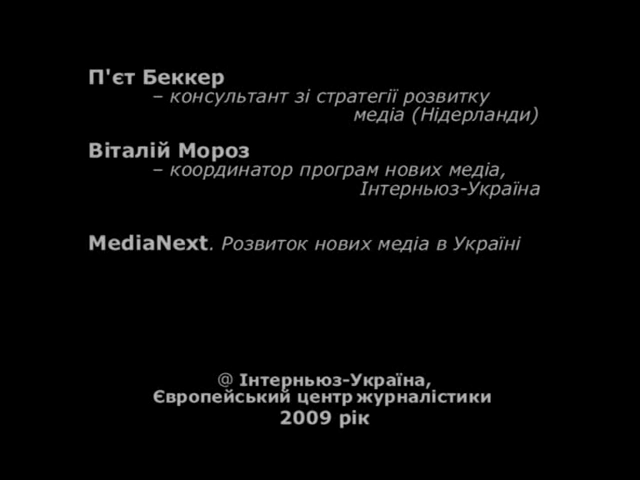 П'єт Беккер
– консультант зі стратегії розвитку
медіа (Нідерланди)
Віталій Мороз
– координатор програм нових медіа,
Інтерньюз-Україна
MediaNext. Розвиток нових медіа в Україні
@ Інтерньюз-Україна,
Європейський центр журналістики
2009 рік